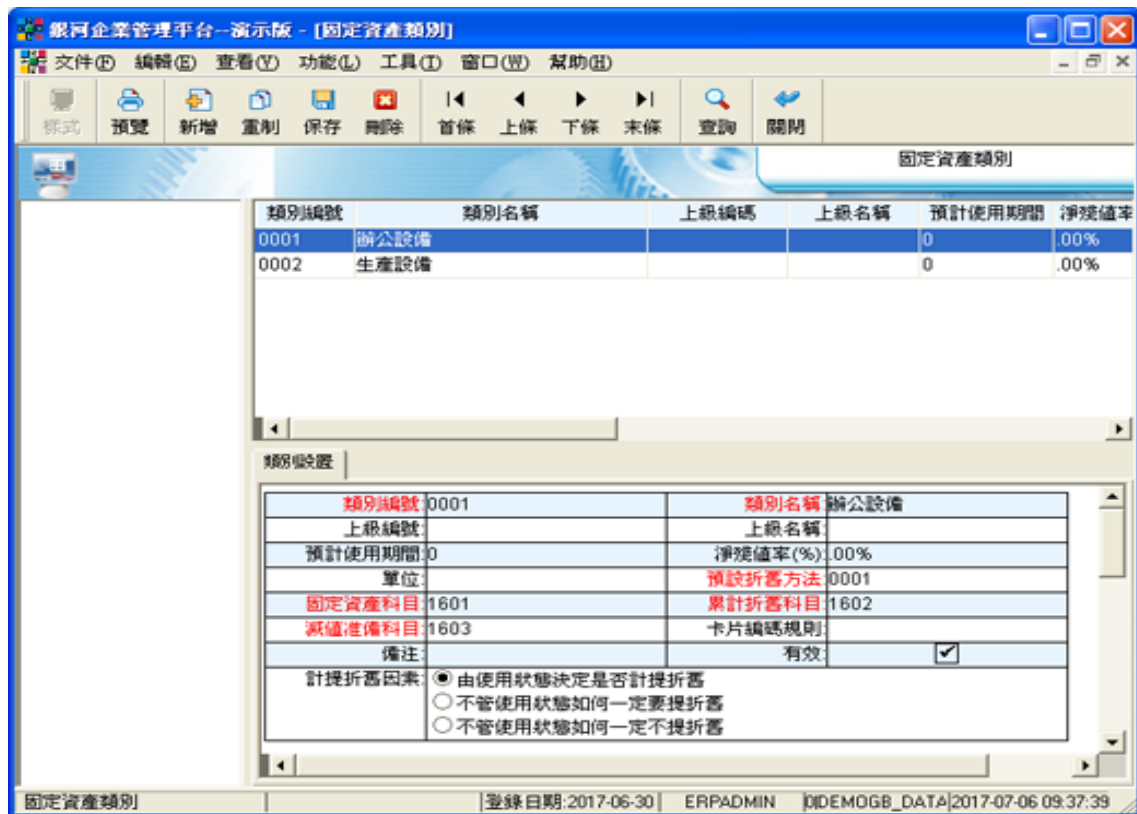 銀河企業管理平台--演示版 - [固定資產類別]
文件(F) 編輯(E) 查看(V) 功能(L) 工具(T) 窗口(W) 幫助(H)
樣式 預覽 新增 重制 保存 刪除 首條 上條 下條 末條 查詢 關閉
固定資產類別
類別編號 類別名稱 上級編碼 上級名稱 預計使用期間 淨殘值率
0001 辦公設備 0 .00%
0002 生產設備 0 .00%
類別設置
類別編號:0001 類別名稱:辦公設備
上級編號: 上級名稱:
預計使用期間:0 淨殘值率(%):.00%
單位: 預設折舊方法:0001
固定資產科目:1601 累計折舊科目:1602
減值准備科目:1603 卡片編碼規則:
備注: 有效:
計提折舊因素: 由使用狀態決定是否計提折舊
不管使用狀態如何一定要提折舊
不管使用狀態如何一定不提折舊
固定資產類別 登錄日期:2017-06-30 ERPADMIN 0|DEMOGB_DATA 2017-07-06 09:37:39